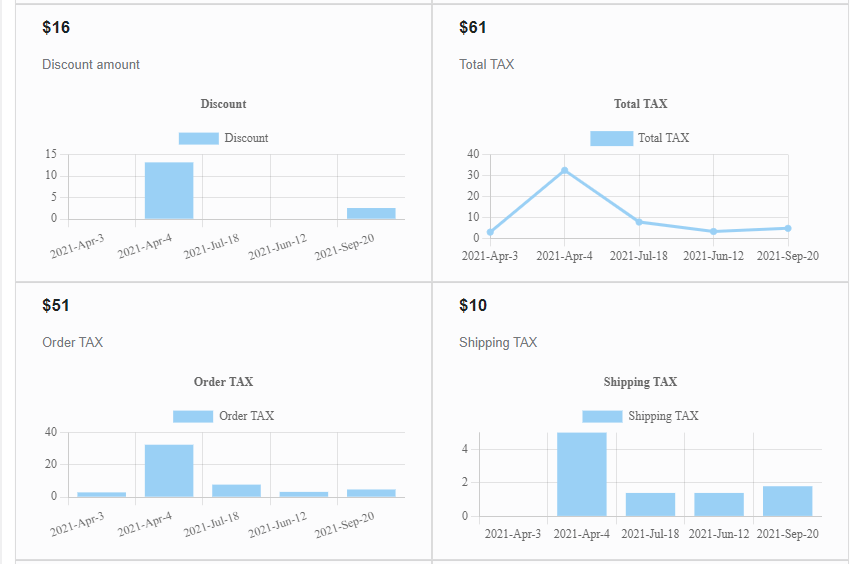 $16
Discount amount
Discount
Discount
15
10
5
0
2021-Apr-3 2021-Apr-4 2021-Jul-18 2021-Jun-12 2021-Sep-20
$61
Total TAX
Total TAX
Total TAX
40
30
20
10
0
2021-Apr-3 2021-Apr-4 2021-Jul-18 2021-Jun-12 2021-Sep-20
$51
Order TAX
Order TAX
Order TAX
40
20
0
2021-Apr-3 2021-Apr-4 2021-Jul-18 2021-Jun-12 2021-Sep-20
$10
Shipping TAX
Shipping TAX
Shipping TAX
4
2
0
2021-Apr-3 2021-Apr-4 2021-Jul-18 2021-Jun-12 2021-Sep-20